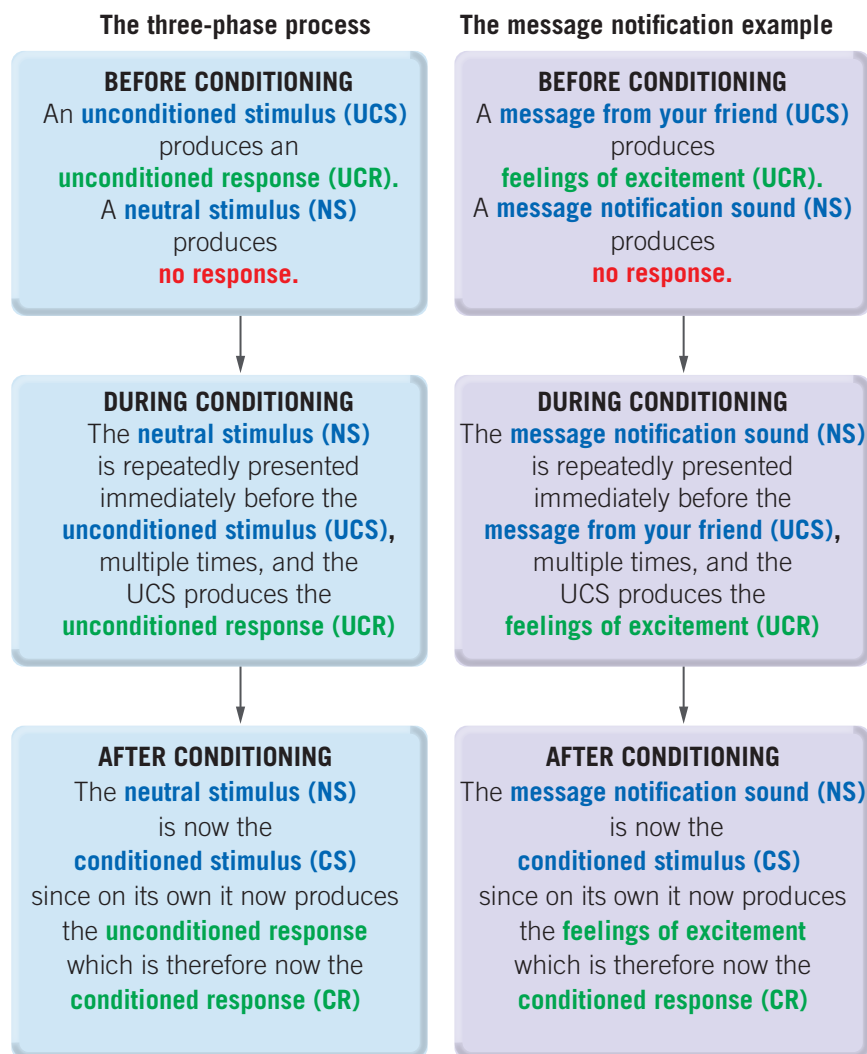 The three-phase process
BEFORE CONDITIONING
An unconditioned stimulus (UCS)
produces an
unconditioned response (UCR).
A neutral stimulus (NS)
produces
no response.
DURING CONDITIONING
The neutral stimulus (NS)
is repeatedly presented
immediately before the
unconditioned stimulus (UCS),
multiple times, and the
UCS produces the
unconditioned response (UCR)
AFTER CONDITIONING
The neutral stimulus (NS)
is now the
conditioned stimulus (CS)
since on its own it now produces
the unconditioned response
which is therefore now the
conditioned response (CR)
The message notification example
BEFORE CONDITIONING
A message from your friend (UCS)
produces
feelings of excitement (UCR).
A message notification sound (NS)
produces
no response.
DURING CONDITIONING
The message notification sound (NS)
is repeatedly presented
immediately before the
message from your friend (UCS),
multiple times, and the
UCS produces the
feelings of excitement (UCR)
AFTER CONDITIONING
The message notification sound (NS)
is now the
conditioned stimulus (CS)
since on its own it now produces
the feelings of excitement
which is therefore now the
conditioned response (CR)